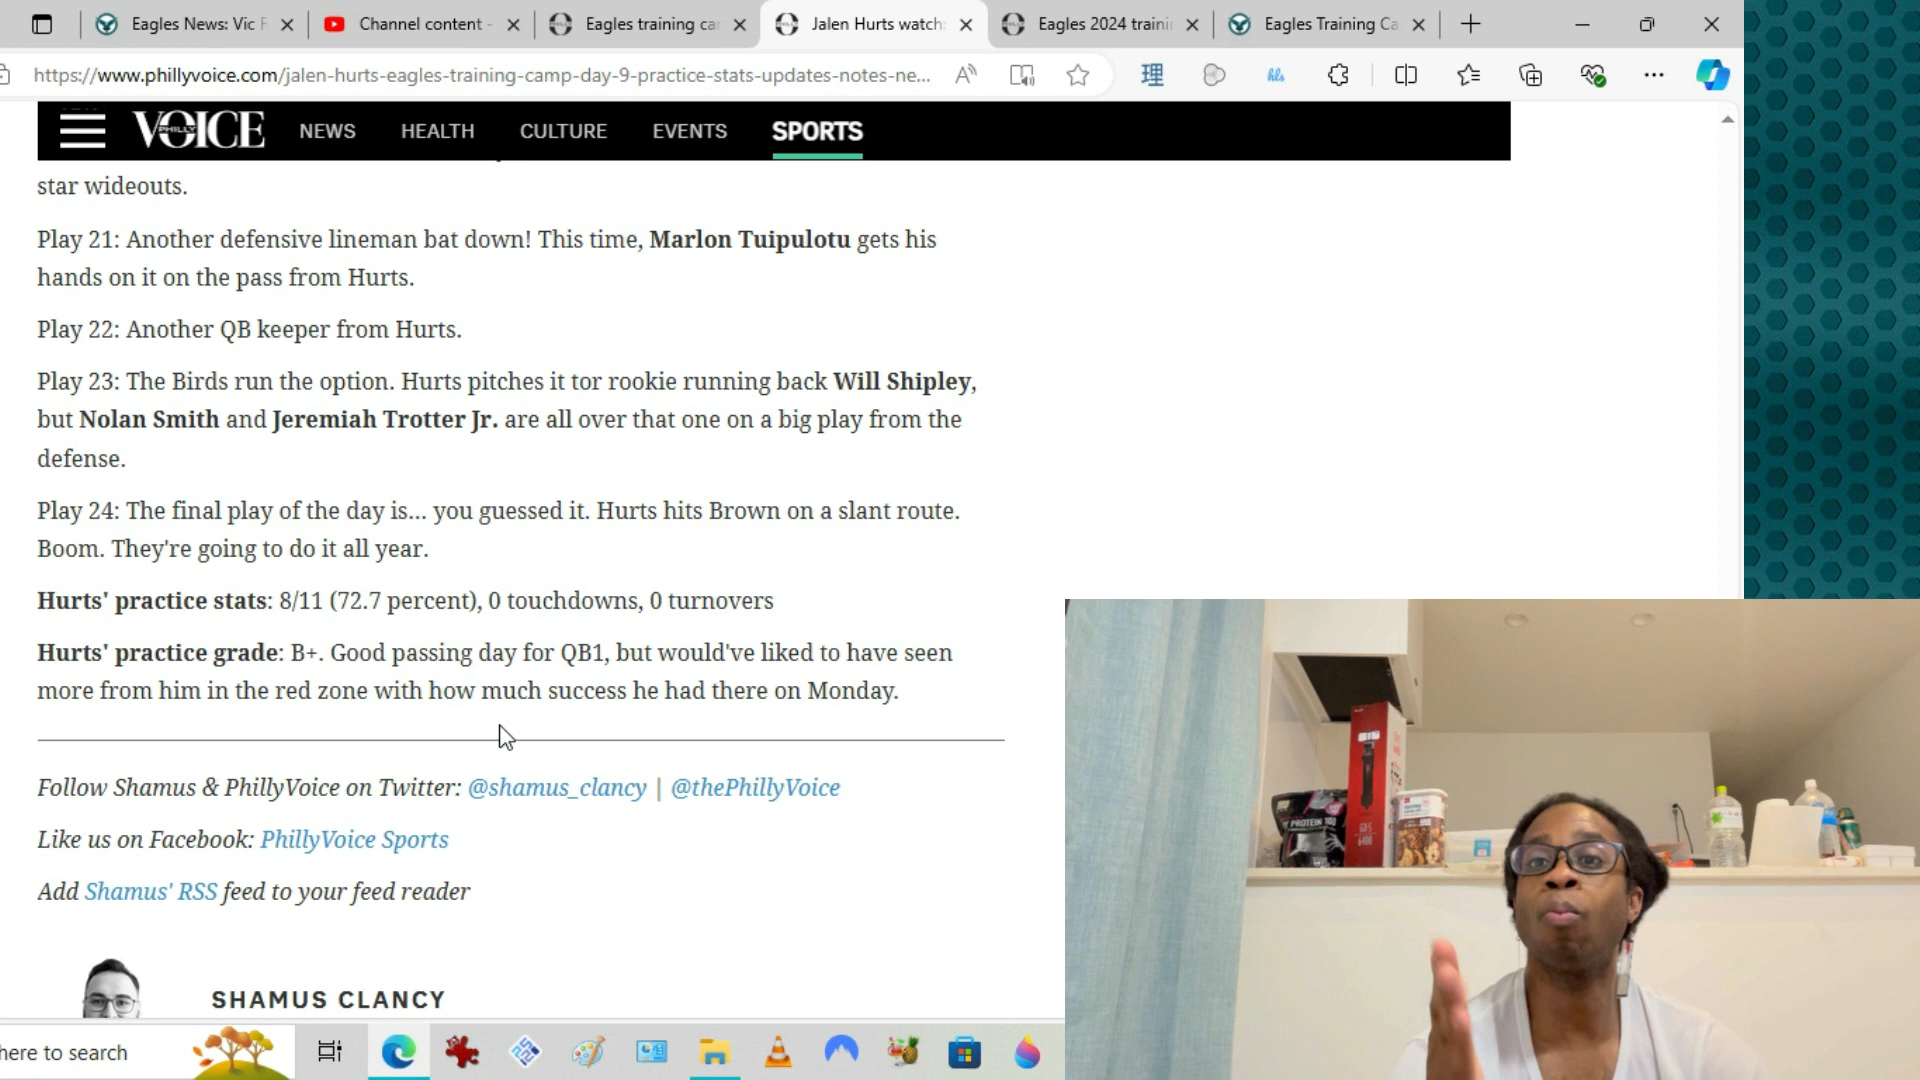 Eagles News: Vic F
Channel content -
Eagles training ca
Jalen Hurts watch:
Eagles 2024 traini
Eagles Training Ca
https://www.phillyvoice.com/jalen-hurts-eagles-training-camp-day-9-practice-stats-updates-notes-ne...
理
hls
PHILLY VOICE
NEWS
HEALTH
CULTURE
EVENTS
SPORTS
star wideouts.
Play 21: Another defensive lineman bat down! This time, Marlon Tuipulotu gets his
hands on it on the pass from Hurts.
Play 22: Another QB keeper from Hurts.
Play 23: The Birds run the option. Hurts pitches it tor rookie running back Will Shipley,
but Nolan Smith and Jeremiah Trotter Jr. are all over that one on a big play from the
defense.
Play 24: The final play of the day is... you guessed it. Hurts hits Brown on a slant route.
Boom. They're going to do it all year.
Hurts' practice stats: 8/11 (72.7 percent), 0 touchdowns, 0 turnovers
Hurts' practice grade: B+. Good passing day for QB1, but would've liked to have seen
more from him in the red zone with how much success he had there on Monday.
Follow Shamus & PhillyVoice on Twitter: @shamus_clancy | @thePhillyVoice
Like us on Facebook: PhillyVoice Sports
Add Shamus' RSS feed to your feed reader
SHAMUS CLANCY
here to search
PROTEIN